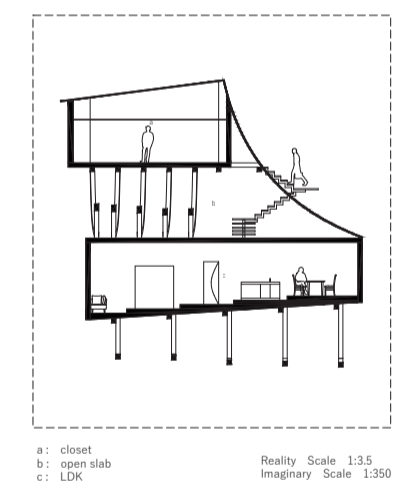 a
b
c
a :   closet
b :   open slab
c :   LDK
Reality   Scale   1:3.5
Imaginary   Scale   1:350